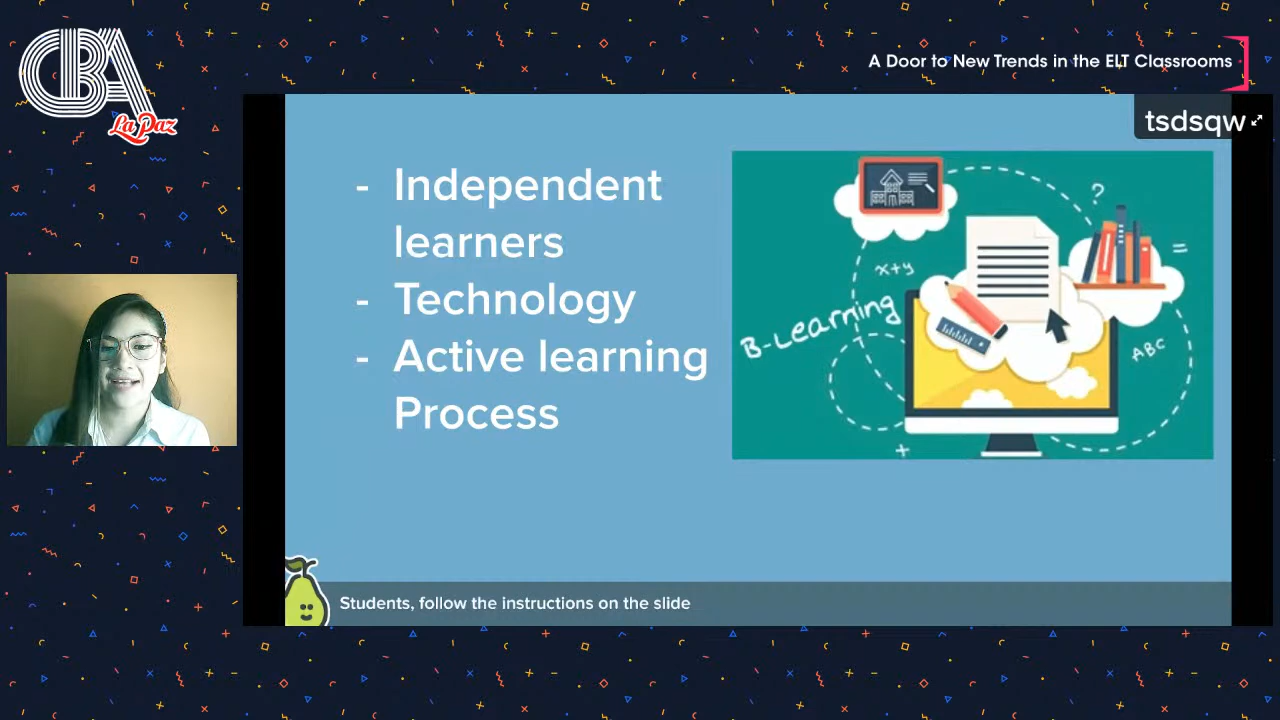 CBA
La Paz
A Door to New Trends in the ELT Classrooms
tsdsqw
- Independent
learners
- Technology
- Active learning
Process
?
=
x+y
B-Learning
ABC
+
Students, follow the instructions on the slide